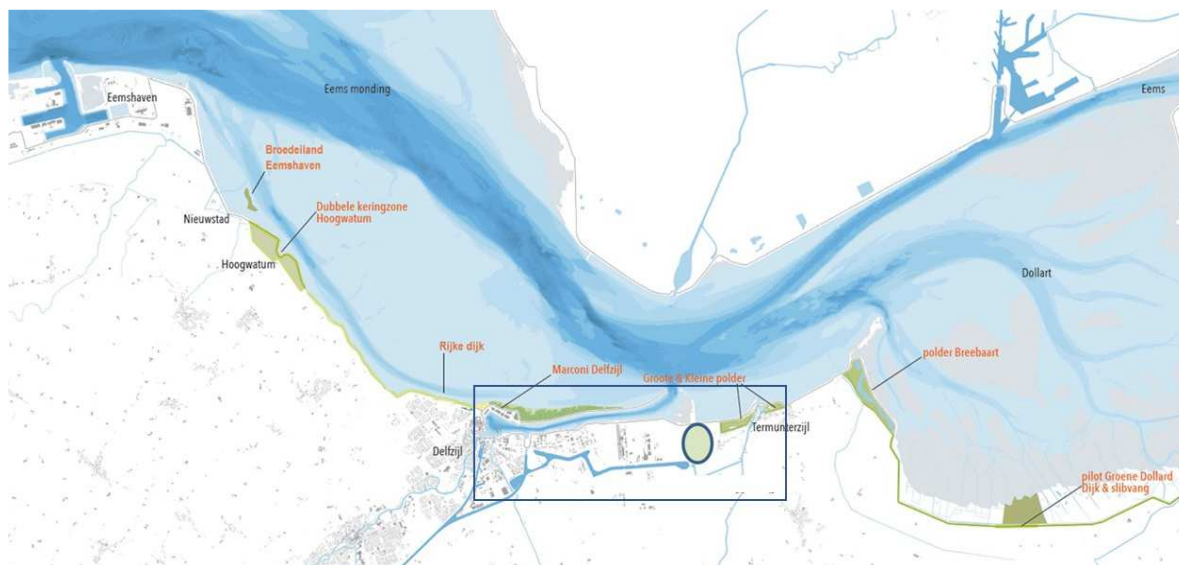 Eemshaven
Eems monding
Eems
Broedeiland
Eemshaven
Dubbele keringzone
Hoogwatum
Nieuwstad
Hoogwatum
Dollart
Rijke dijk
Marconi Delfzijl
Groote & Kleine polder
polder Breebaart
Delfzijl
Termunterzijl
pilot Groene Dollard
Dijk & slibvang